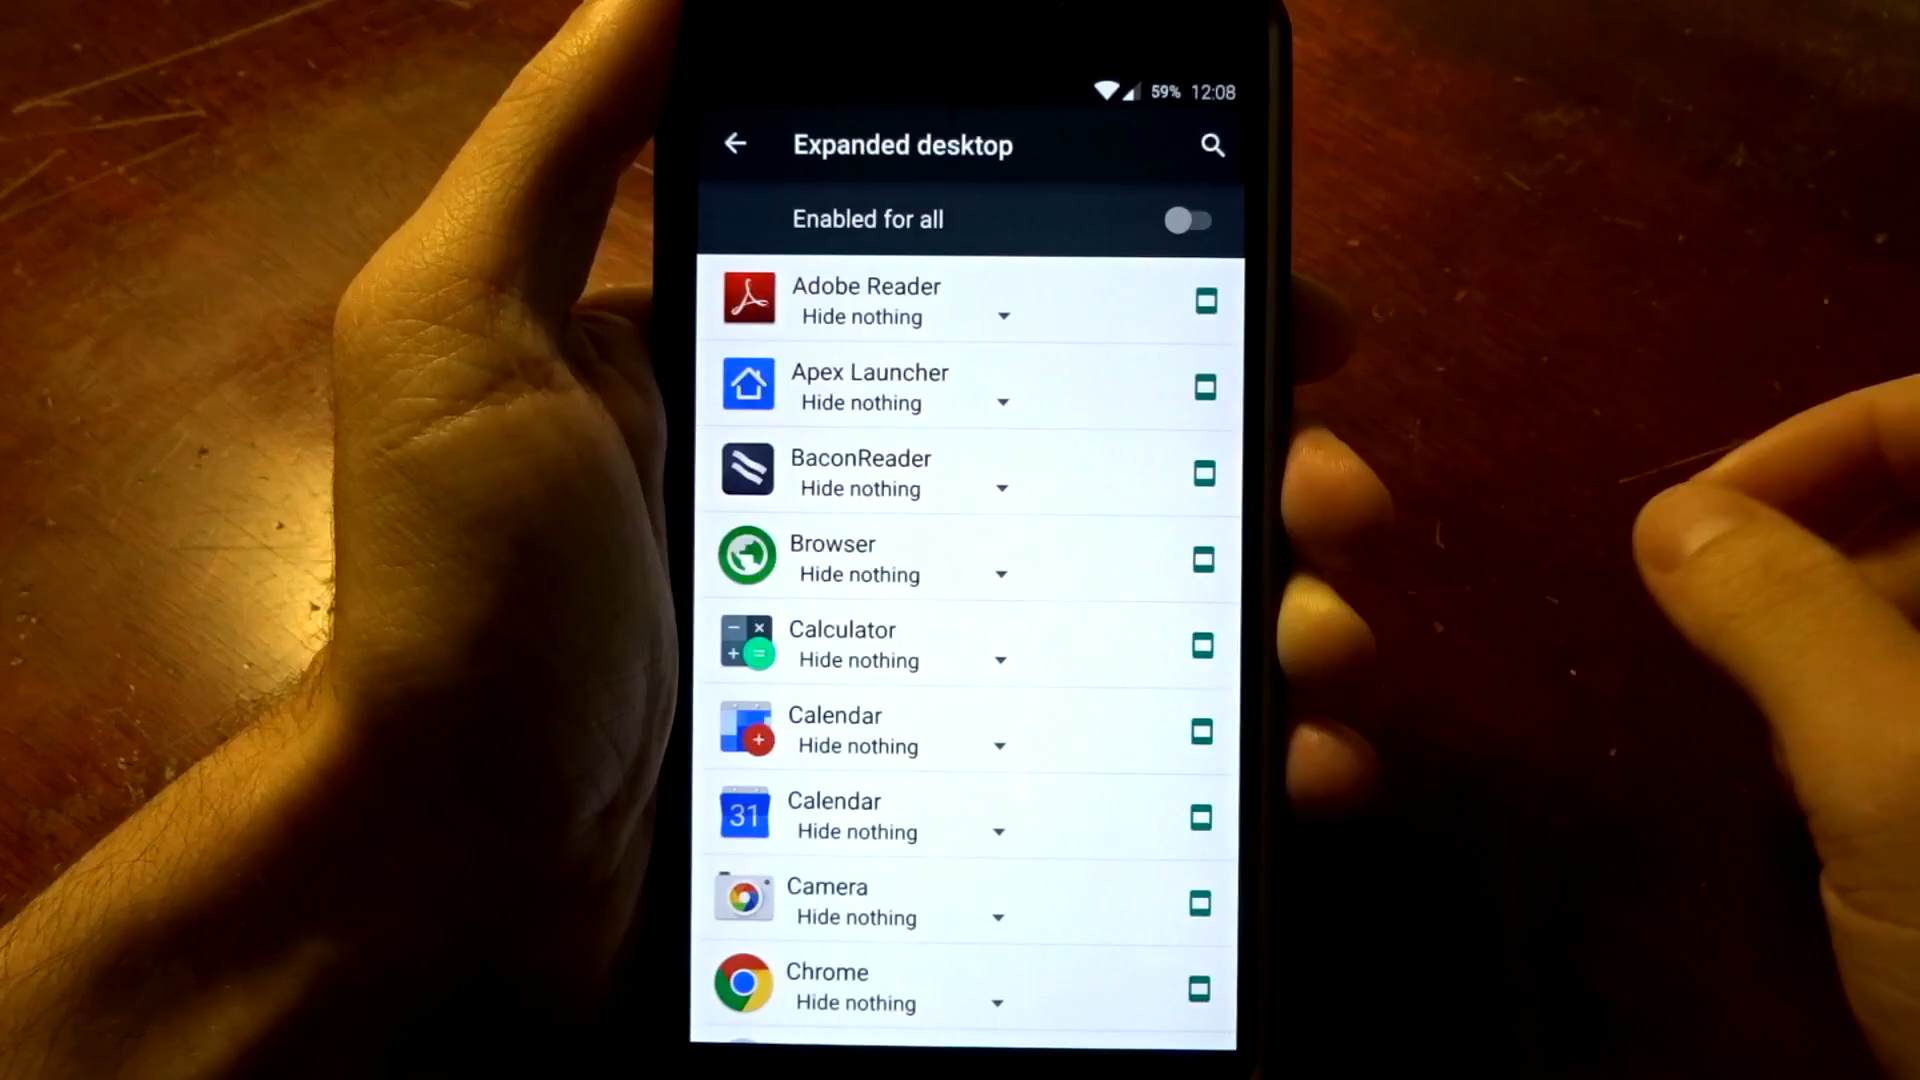 59% 12:08
Expanded desktop
Enabled for all
Adobe Reader
Hide nothing
Apex Launcher
Hide nothing
BaconReader
Hide nothing
Browser
Hide nothing
Calculator
Hide nothing
Calendar
Hide nothing
31
Calendar
Hide nothing
Camera
Hide nothing
Chrome
Hide nothing